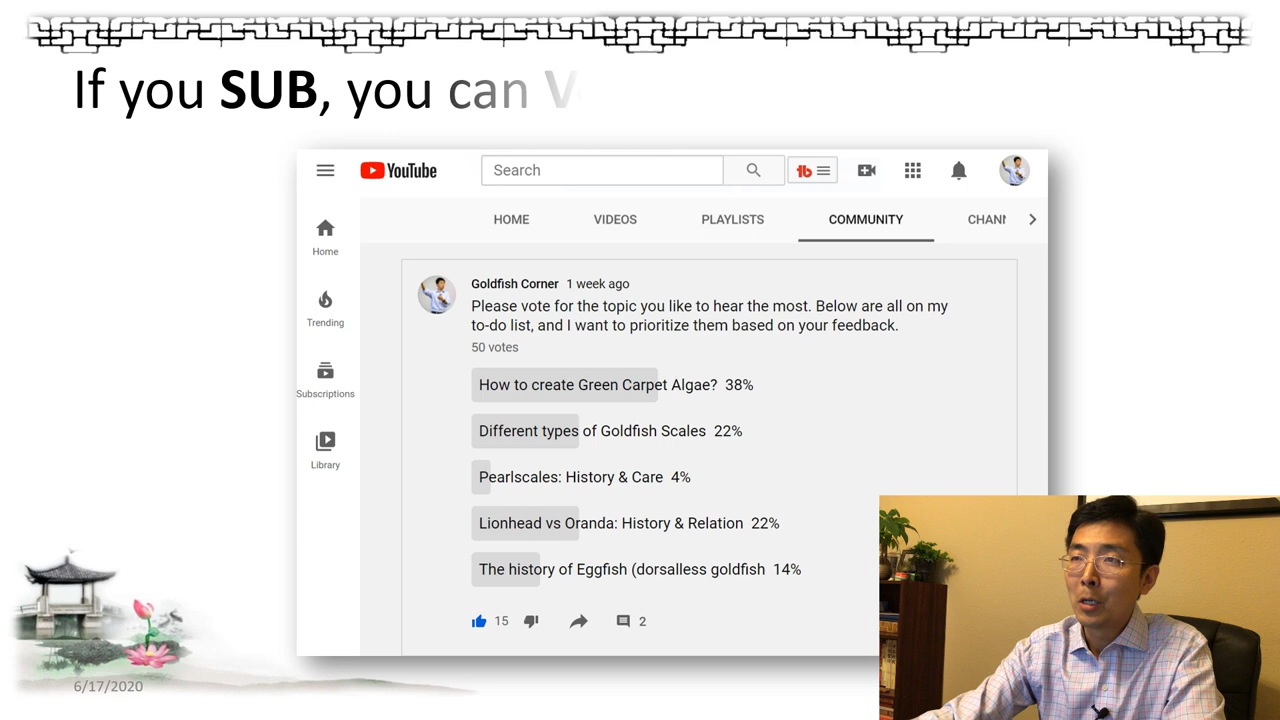 If you SUB, you can
YouTube
Search
HOME
VIDEOS
PLAYLISTS
COMMUNITY
Home
Trending
Subscriptions
Library
Goldfish Corner 1 week ago
Please vote for the topic you like to hear the most. Below are all on my
to-do list, and I want to prioritize them based on your feedback.
50 votes
How to create Green Carpet Algae? 38%
Different types of Goldfish Scales 22%
Pearlscales: History & Care 4%
Lionhead vs Oranda: History & Relation 22%
The history of Eggfish (dorsalless goldfish 14%
15
2
6/17/2020